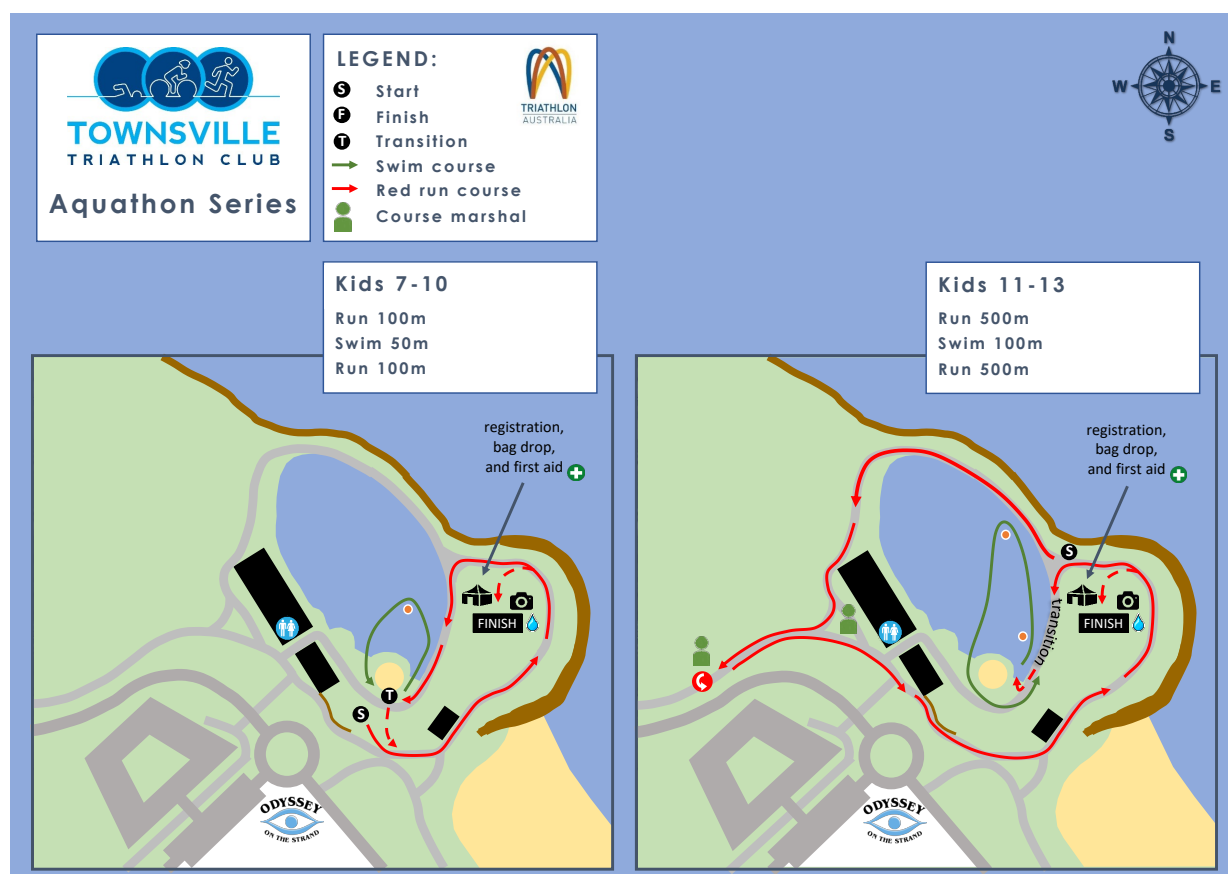 TOWNSVILLE
TRIATHLON CLUB
Aquathon Series
LEGEND:
S Start
F Finish
T Transition
Swim course
Red run course
Course marshal
TRIATHLON
AUSTRALIA
N
W
E
S
Kids 7-10
Run 100m
Swim 50m
Run 100m
Kids 11-13
Run 500m
Swim 100m
Run 500m
registration,
bag drop,
and first aid
FINISH
T
S
ODYSSEY
ON THE STRAND
registration,
bag drop,
and first aid
S
transition
FINISH
ODYSSEY
ON THE STRAND